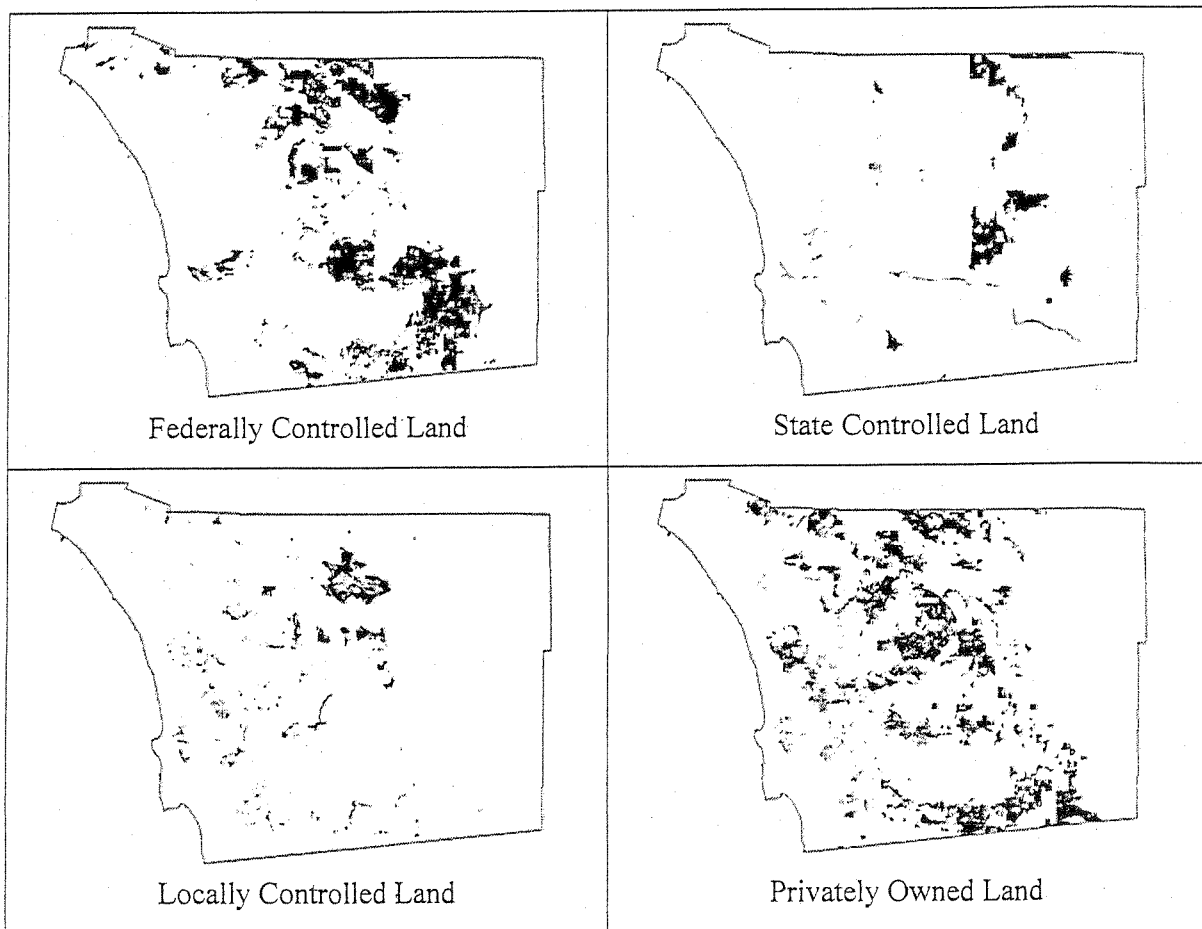 Federally Controlled Land
State Controlled Land
Locally Controlled Land
Privately Owned Land